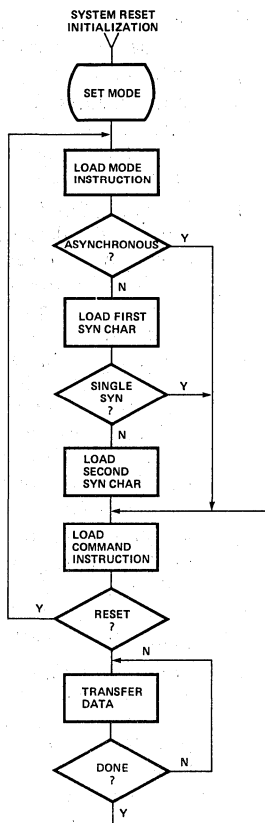 SYSTEM RESET
INITIALIZATION
SET MODE
LOAD MODE
INSTRUCTION
ASYNCHRONOUS
?
Y
N
LOAD FIRST
SYN CHAR
SINGLE
SYN
?
Y
N
LOAD
SECOND
SYN CHAR
LOAD
COMMAND
INSTRUCTION
Y
RESET
?
N
TRANSFER
DATA
DONE
?
N
Y